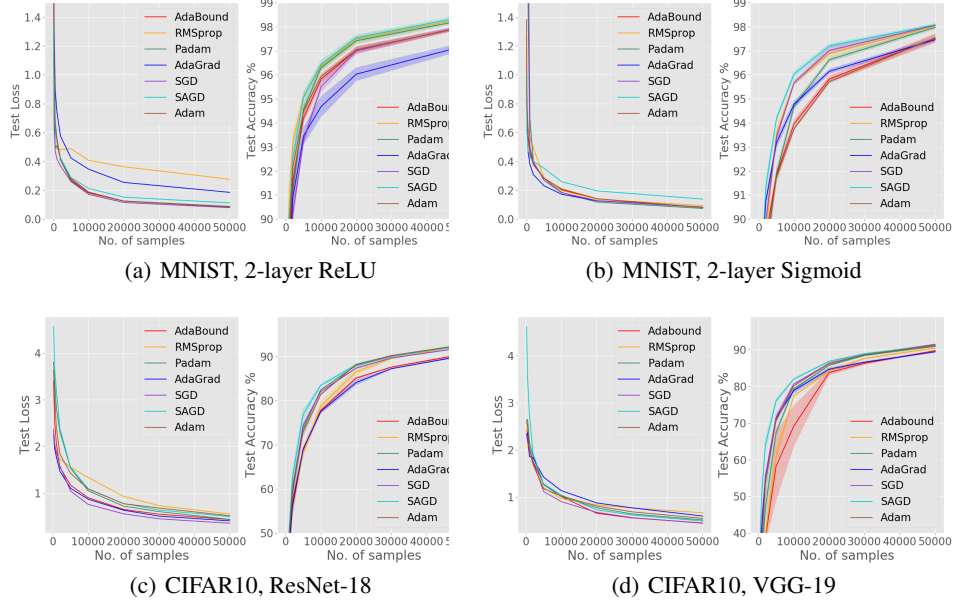 1.4
1.2
1.0
0.8
0.6
0.4
0.2
0.0
Test Loss
AdaBound
RMSprop
Padam
AdaGrad
SGD
SAGD
Adam
0 10000 20000 30000 40000 50000
No. of samples
99
98
97
96
95
94
93
92
91
90
Test Accuracy %
AdaBound
RMSprop
Padam
AdaGrad
SGD
SAGD
Adam
0 10000 20000 30000 40000 50
No. of samples
(a) MNIST, 2-layer ReLU
1.4
1.2
1.0
0.8
0.6
0.4
0.2
0.0
Test Loss
AdaBound
RMSprop
Padam
AdaGrad
SGD
SAGD
Adam
0 10000 20000 30000 40000 50000
No. of samples
99
98
97
96
95
94
93
92
91
90
Test Accuracy %
AdaBound
RMSprop
Padam
AdaGrad
SGD
SAGD
Adam
0 10000 20000 30000 40000 50000
No. of samples
(b) MNIST, 2-layer Sigmoid
4
3
2
1
Test Loss
AdaBound
RMSprop
Padam
AdaGrad
SGD
SAGD
Adam
0 10000 20000 30000 40000 50000
No. of samples
90
80
70
60
50
Test Accuracy %
AdaBound
RMSprop
Padam
AdaGrad
SGD
SAGD
Adam
0 10000 20000 30000 40000 50
No. of samples
(c) CIFAR10, ResNet-18
4
3
2
1
Test Loss
Adabound
RMSprop
Padam
AdaGrad
SGD
SAGD
Adam
0 10000 20000 30000 40000 50000
No. of samples
90
80
70
60
50
40
Test Accuracy %
Adabound
RMSprop
Padam
AdaGrad
SGD
SAGD
Adam
0 10000 20000 30000 40000 50000
No. of samples
(d) CIFAR10, VGG-19